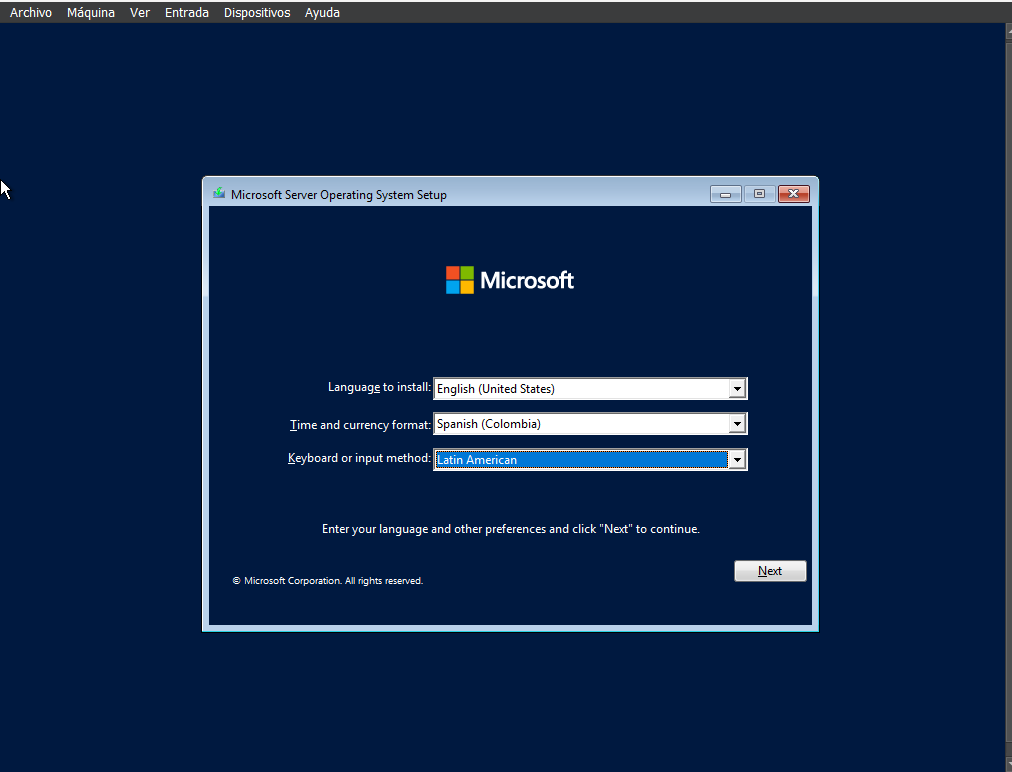 Archivo Máquina Ver Entrada Dispositivos Ayuda
Microsoft Server Operating System Setup
Microsoft
Language to install: English (United States)
Time and currency format: Spanish (Colombia)
Keyboard or input method: Latin American
Enter your language and other preferences and click "Next" to continue.
Next
© Microsoft Corporation. All rights reserved.